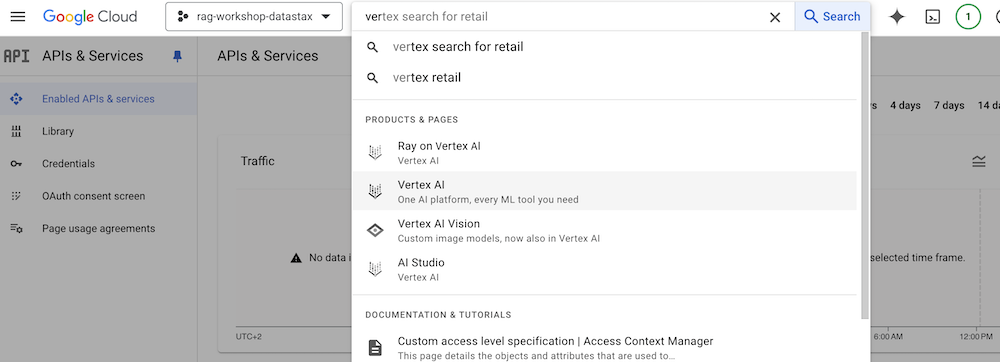 Google Cloud
rag-workshop-datastax
vertex search for retail
Search
1
API
APIs & Services
APIs & Services
Enabled APIs & services
Library
Credentials
OAuth consent screen
Page usage agreements
Traffic
4 days
7 days
14 d
No data i
selected time frame.
UTC+2
6:00 AM
12:00 PM
vertex search for retail
vertex retail
PRODUCTS & PAGES
Ray on Vertex AI
Vertex AI
Vertex AI
One AI platform, every ML tool you need
Vertex AI Vision
Custom image models, now also in Vertex AI
AI Studio
Vertex AI
DOCUMENTATION & TUTORIALS
Custom access level specification | Access Context Manager
This page details the objects and attributes that are used to…